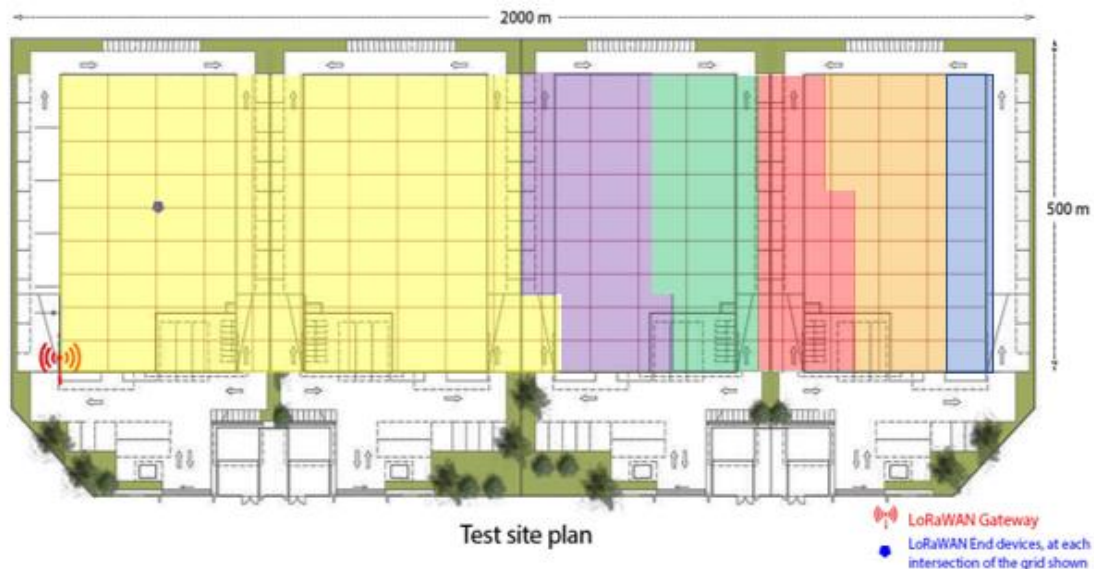 2000 m
500 m
Test site plan
LoRaWAN Gateway
LoRaWAN End devices, at each
intersection of the grid shown